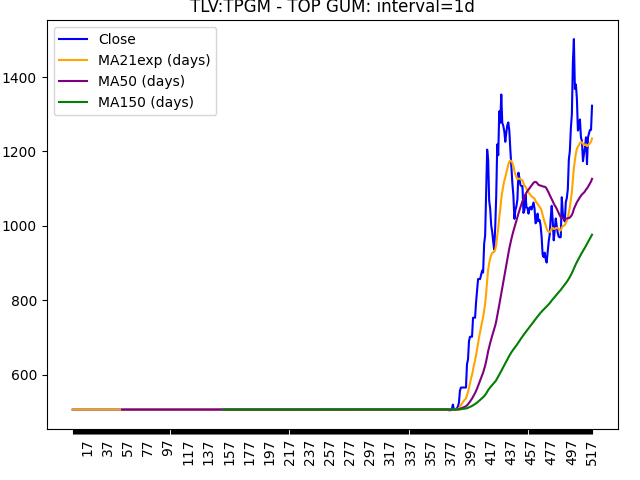 TLV:TPGM - TOP GUM: interval=1d
Close
MA21exp (days)
MA50 (days)
MA150 (days)
1400
1200
1000
800
600
17 37 57 77 97 117 137 157 177 197 217 237 257 277 297 317 337 357 377 397 417 437 457 477 497 517